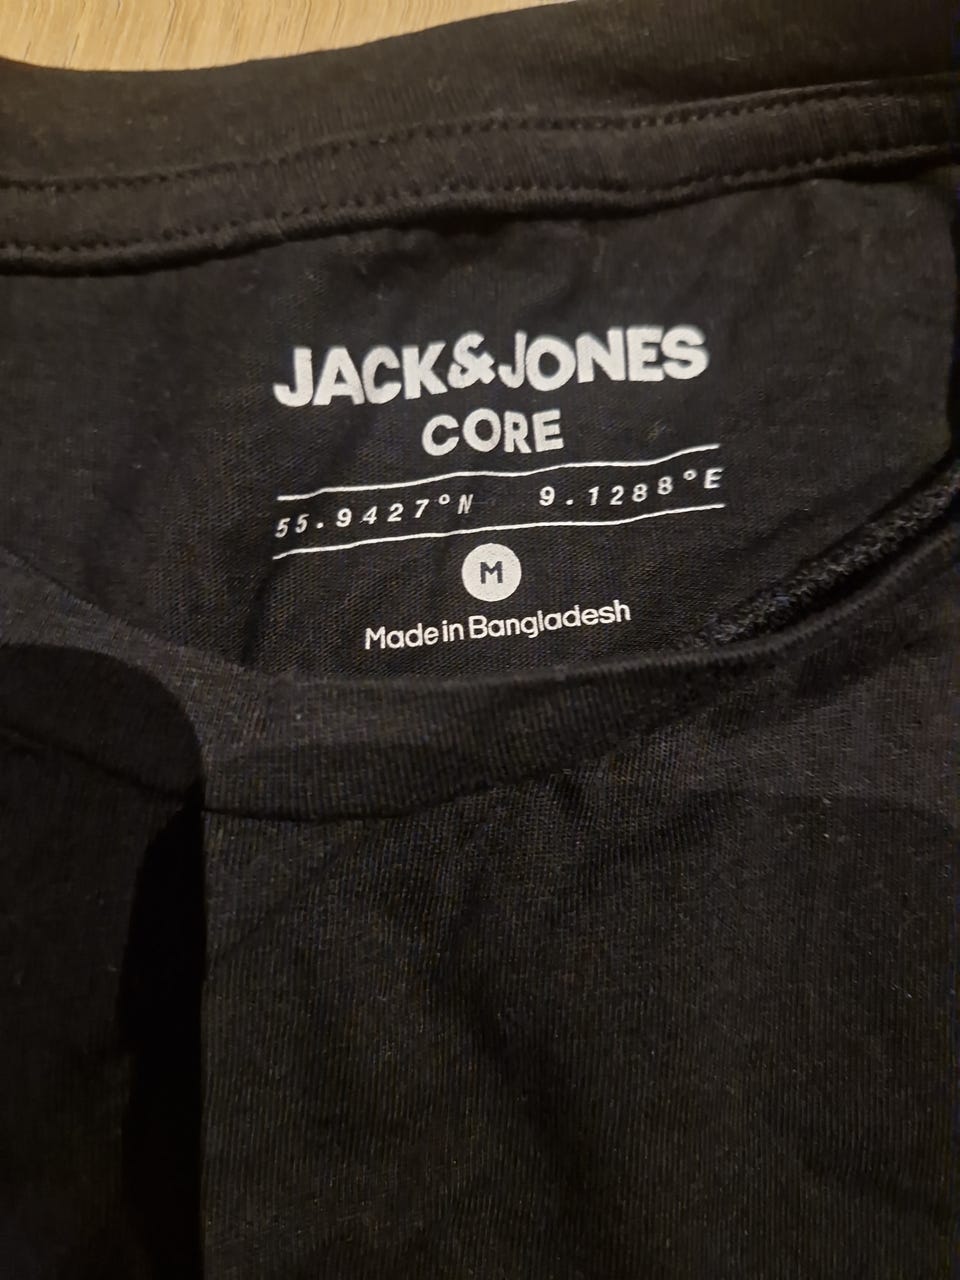 JACK&JONES
CORE
55.9427°N 9.1288°E
M
Made in Bangladesh